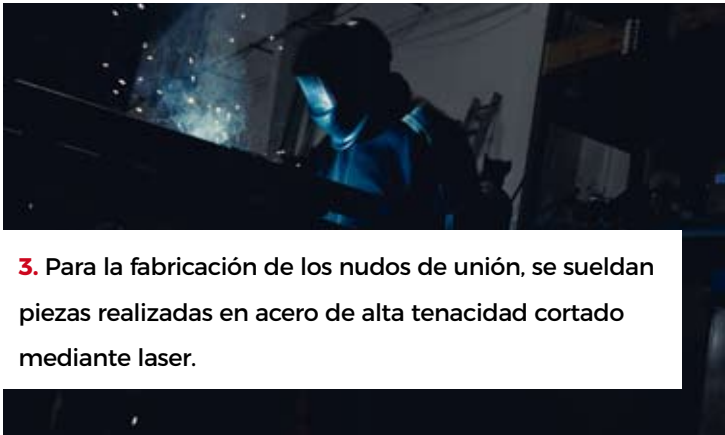 3. Para la fabricación de los nudos de unión, se sueldan
piezas realizadas en acero de alta tenacidad cortado
mediante laser.